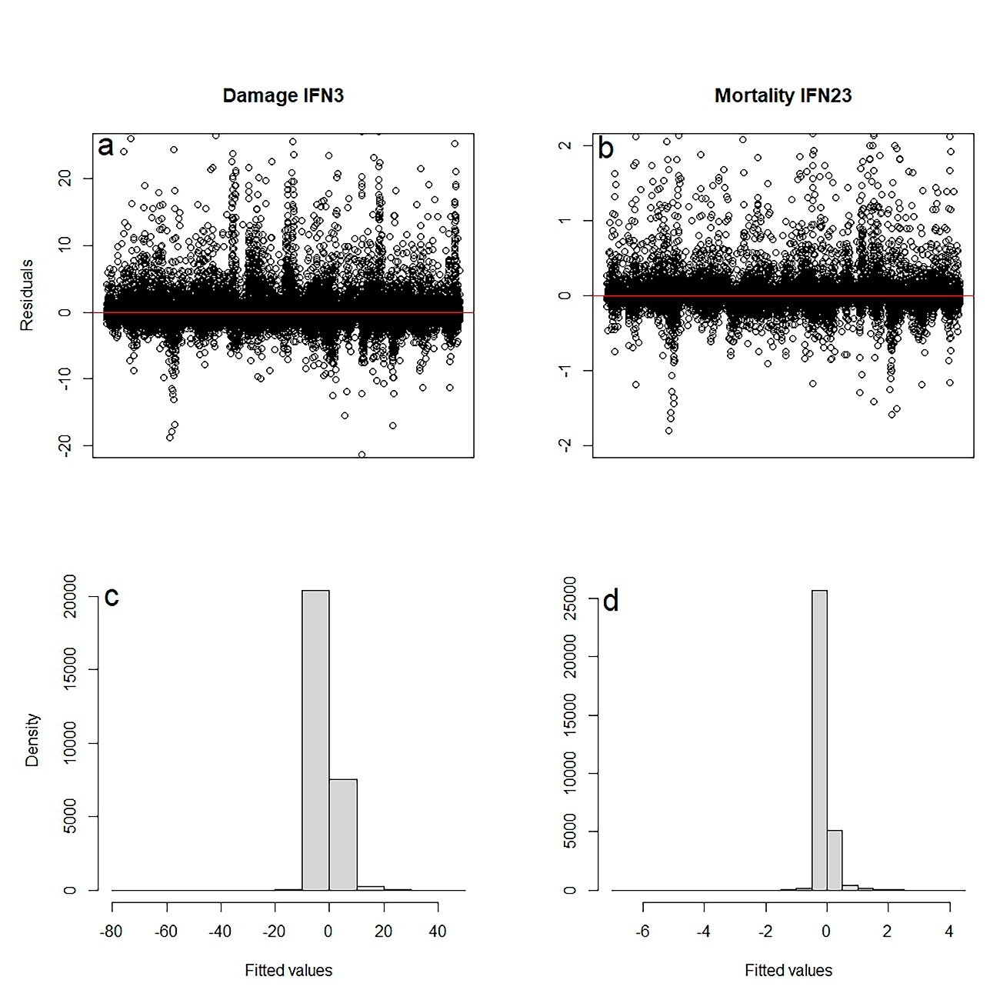 Damage IFN3
Mortality IFN23
a
b
Residuals
20
10
0
-10
-20
2
1
0
-1
-2
c
d
Density
20000
15000
10000
5000
0
25000
20000
15000
10000
5000
0
-80 -60 -40 -20 0 20 40
-6 -4 -2 0 2 4
Fitted values
Fitted values